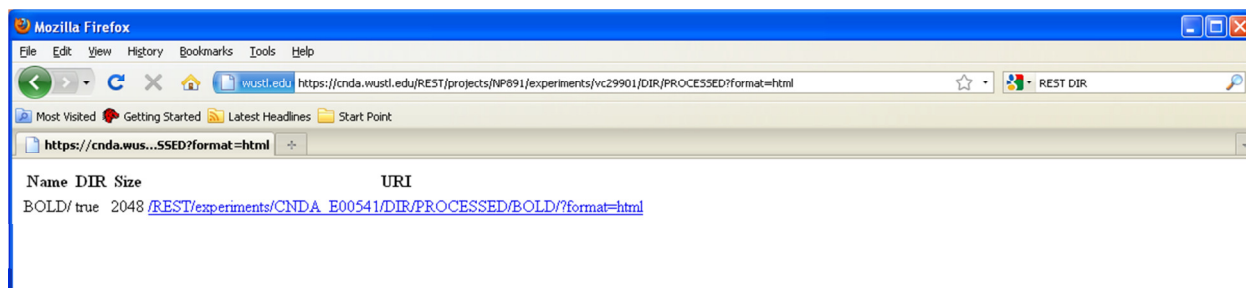 Mozilla Firefox
File Edit View History Bookmarks Tools Help
wustl.edu https://cnda.wustl.edu/REST/projects/NP891/experiments/vc29901/DIR/PROCESSED?format=html REST DIR
Most Visited Getting Started Latest Headlines Start Point
https://cnda.wus...SSED?format=html
Name DIR Size URI
BOLD/ true 2048 /REST/experiments/CNDA_E00541/DIR/PROCESSED/BOLD/?format=html